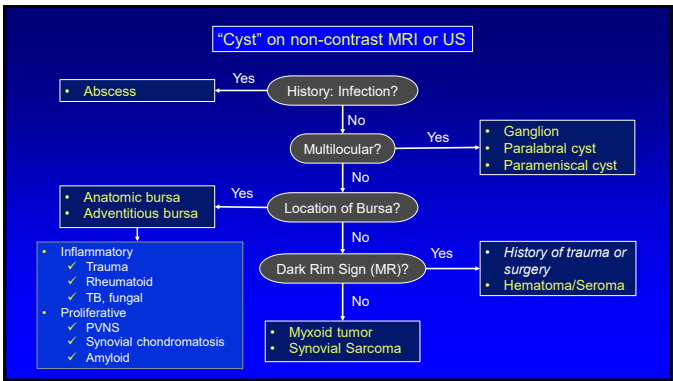 “Cyst” on non-contrast MRI or US
Yes
• Abscess
History: Infection?
No
Multilocular?
Yes
• Ganglion
• Paralabral cyst
• Parameniscal cyst
No
• Anatomic bursa
• Adventitious bursa
Yes
Location of Bursa?
No
• Inflammatory
✓ Trauma
✓ Rheumatoid
✓ TB, fungal
• Proliferative
✓ PVNS
✓ Synovial chondromatosis
✓ Amyloid
Dark Rim Sign (MR)?
Yes
• History of trauma or
surgery
• Hematoma/Seroma
No
• Myxoid tumor
• Synovial Sarcoma